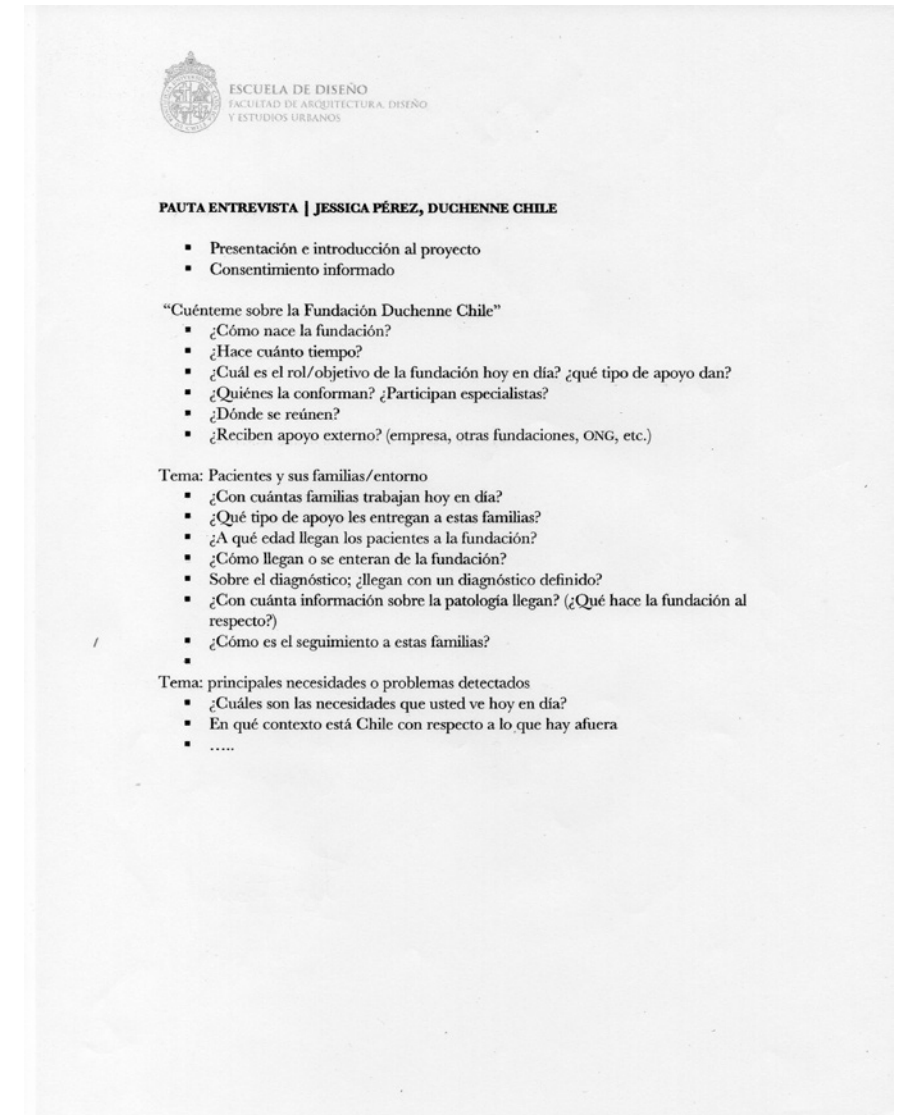 ESCUELA DE DISEÑO
FACULTAD DE ARQUITECTURA, DISEÑO
Y ESTUDIOS URBANOS
PAUTA ENTREVISTA | JESSICA PÉREZ, DUCHENNE CHILE
▪ Presentación e introducción al proyecto
▪ Consentimiento informado
“Cuénteme sobre la Fundación Duchenne Chile”
▪ ¿Cómo nace la fundación?
▪ ¿Hace cuánto tiempo?
▪ ¿Cuál es el rol/objetivo de la fundación hoy en día? ¿qué tipo de apoyo dan?
▪ ¿Quiénes la conforman? ¿Participan especialistas?
▪ ¿Dónde se reúnen?
▪ ¿Reciben apoyo externo? (empresa, otras fundaciones, ONG, etc.)
Tema: Pacientes y sus familias/entorno
▪ ¿Con cuántas familias trabajan hoy en día?
▪ ¿Qué tipo de apoyo les entregan a estas familias?
▪ ¿A qué edad llegan los pacientes a la fundación?
▪ ¿Cómo llegan o se enteran de la fundación?
▪ Sobre el diagnóstico; ¿llegan con un diagnóstico definido?
▪ ¿Con cuánta información sobre la patología llegan? (¿Qué hace la fundación al
respecto?)
▪ ¿Cómo es el seguimiento a estas familias?
▪
Tema: principales necesidades o problemas detectados
▪ ¿Cuáles son las necesidades que usted ve hoy en día?
▪ En qué contexto está Chile con respecto a lo que hay afuera
▪ .....